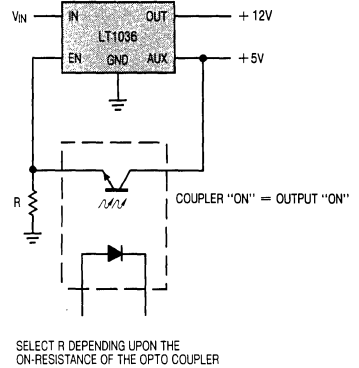 VIN IN OUT + 12V
LT1036
EN GND AUX + 5V
R
COUPLER "ON" = OUTPUT "ON"
SELECT R DEPENDING UPON THE
ON-RESISTANCE OF THE OPTO COUPLER